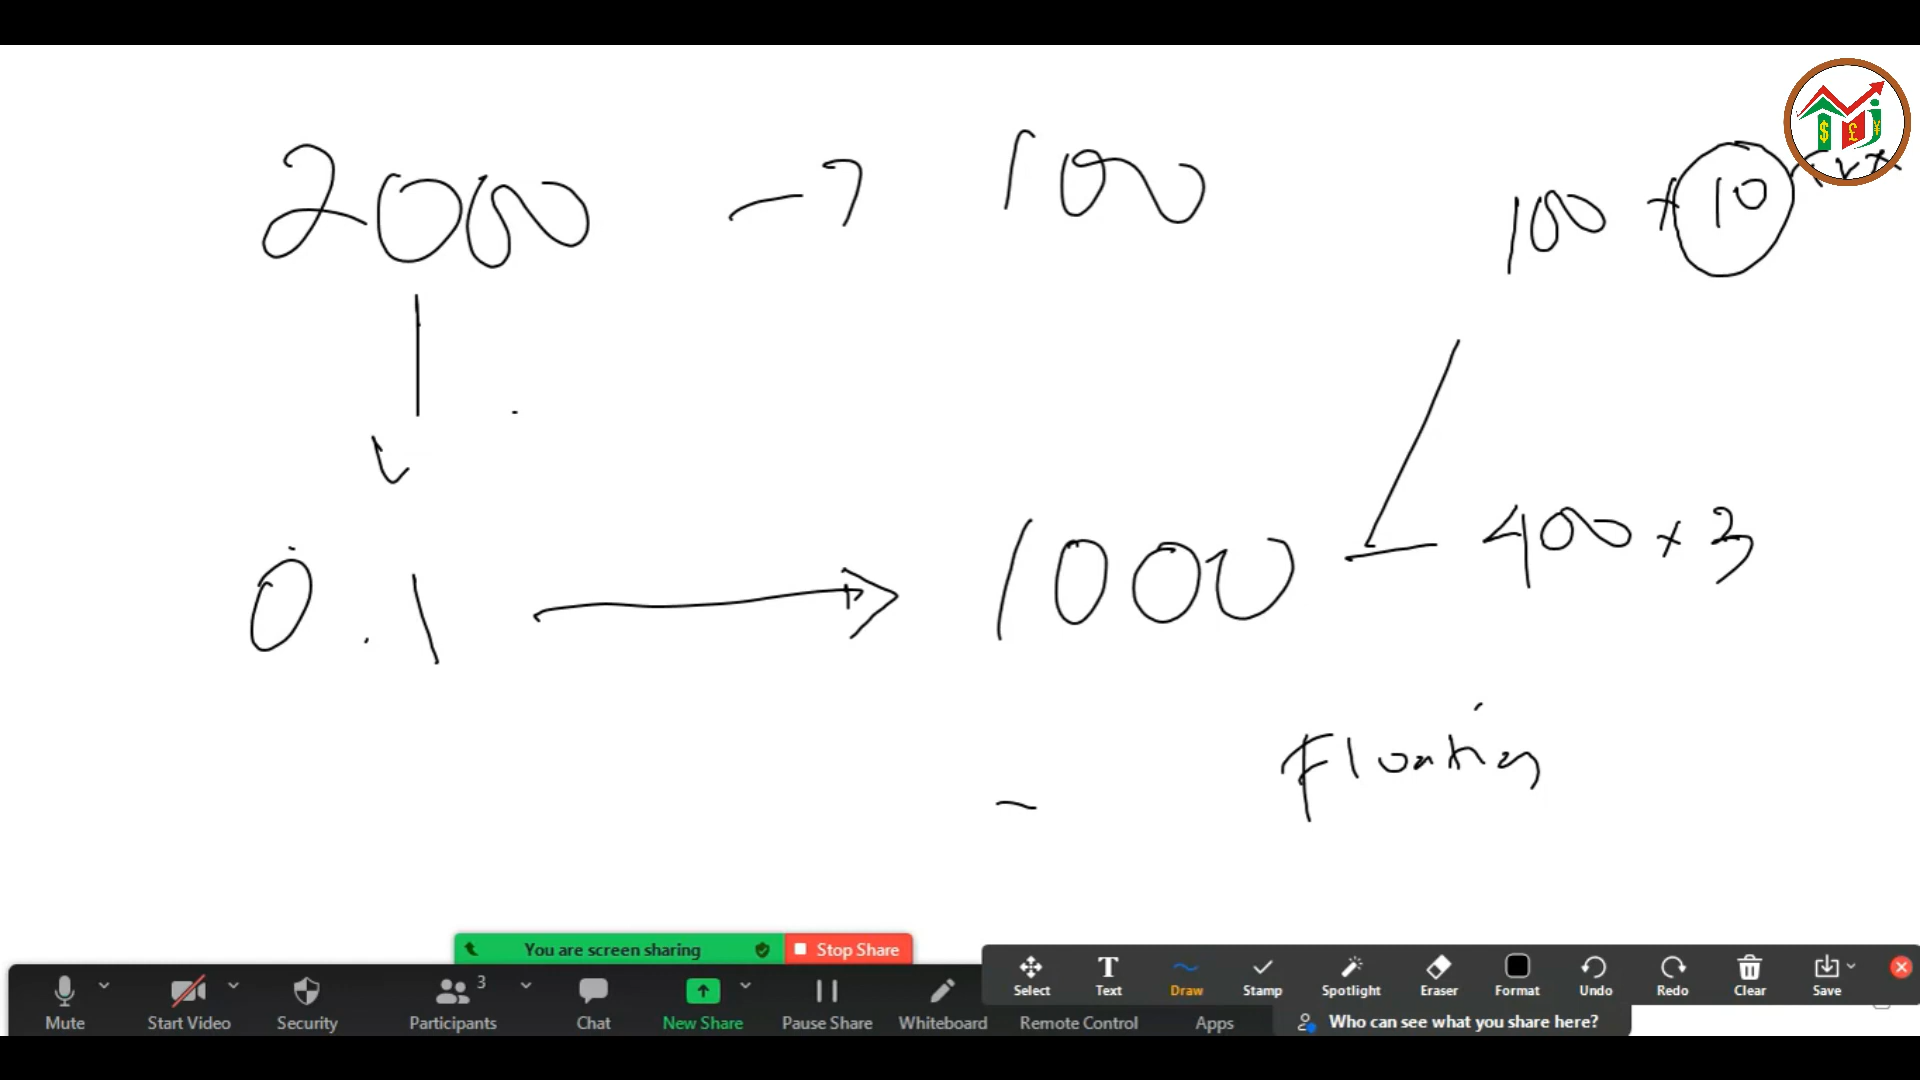 2000 → 100
100 + 10
0.1 → 1000 - 400 × 3
Floating
You are screen sharing Stop Share
Select Text Draw Stamp Spotlight Eraser Format Undo Redo Clear Save
3
Mute Start Video Security Participants Chat New Share Pause Share Whiteboard Remote Control Apps
Who can see what you share here?